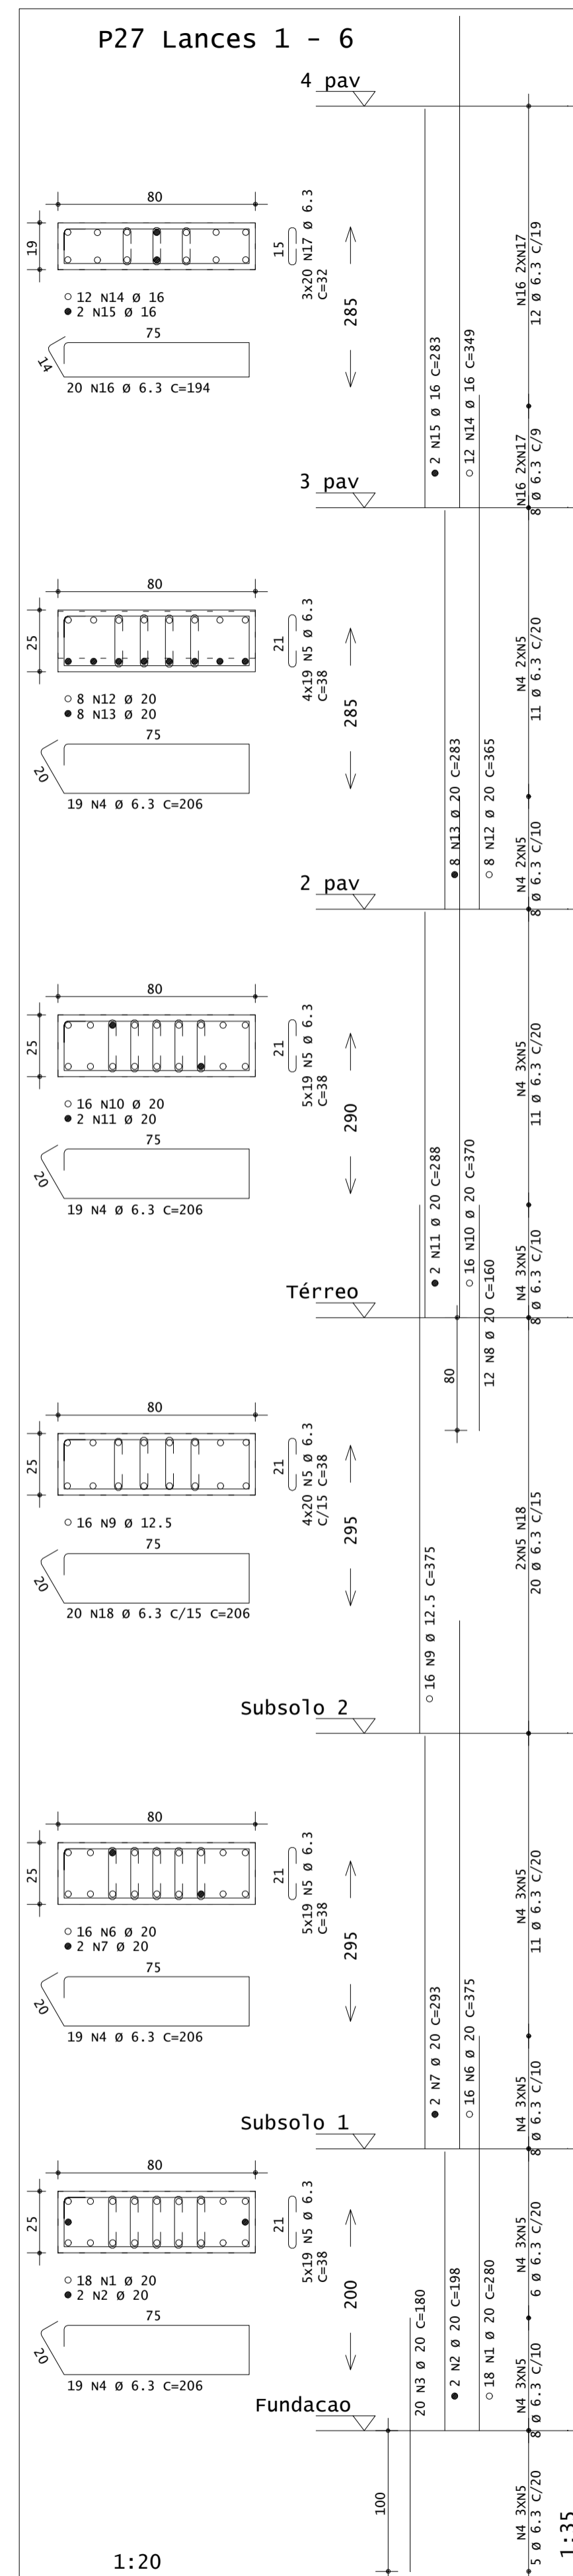 P27 Lances 1 - 6
4 pav
80
19
15
3x20 N17 Ø 6.3
C=32
285
12 N14 Ø 16
2 N15 Ø 16
75
14
20 N16 Ø 6.3 C=194
2 N15 Ø 16 C=283
12 N14 Ø 16 C=349
N16 2XN17
12 Ø 6.3 C/19
N16 2XN17
8 Ø 6.3 C/9
3 pav
80
25
21
4x19 N5 Ø 6.3
C=38
285
8 N12 Ø 20
8 N13 Ø 20
75
20
19 N4 Ø 6.3 C=206
8 N13 Ø 20 C=283
8 N12 Ø 20 C=365
N4 2XN5
11 Ø 6.3 C/20
N4 2XN5
8 Ø 6.3 C/10
2 pav
80
25
21
5x19 N5 Ø 6.3
C=38
290
16 N10 Ø 20
2 N11 Ø 20
75
20
19 N4 Ø 6.3 C=206
2 N11 Ø 20 C=288
16 N10 Ø 20 C=370
N4 3XN5
11 Ø 6.3 C/20
N4 3XN5
8 Ø 6.3 C/10
Térreo
80
12 N8 Ø 20 C=160
80
25
21
4x20 N5 Ø 6.3
C/15 C=38
295
16 N9 Ø 12.5
75
20
20 N18 Ø 6.3 C/15 C=206
16 N9 Ø 12.5 C=375
2XN5 N18
20 Ø 6.3 C/15
Subsolo 2
80
25
21
5x19 N5 Ø 6.3
C=38
295
16 N6 Ø 20
2 N7 Ø 20
75
20
19 N4 Ø 6.3 C=206
2 N7 Ø 20 C=293
16 N6 Ø 20 C=375
N4 3XN5
11 Ø 6.3 C/20
N4 3XN5
8 Ø 6.3 C/10
Subsolo 1
80
25
21
5x19 N5 Ø 6.3
C=38
200
18 N1 Ø 20
2 N2 Ø 20
75
20
19 N4 Ø 6.3 C=206
20 N3 Ø 20 C=180
2 N2 Ø 20 C=198
18 N1 Ø 20 C=280
N4 3XN5
6 Ø 6.3 C/20
N4 3XN5
8 Ø 6.3 C/10
Fundacao
100
N4 3XN5
5 Ø 6.3 C/20
1:20
1:35